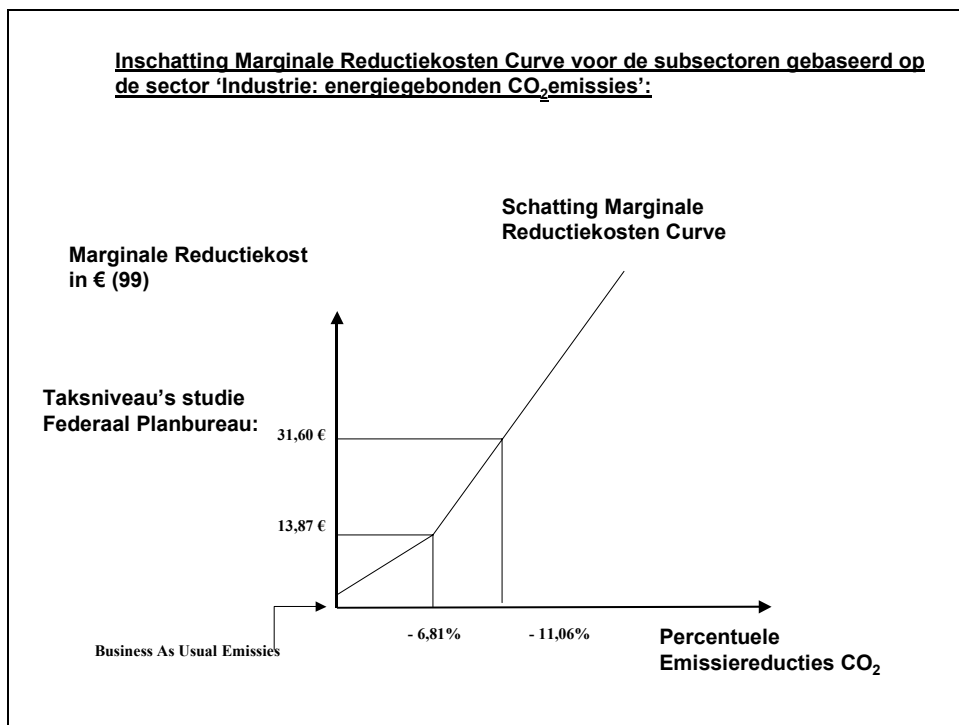 Inschatting Marginale Reductiekosten Curve voor de subsectoren gebaseerd op
de sector ‘Industrie: energiegebonden CO2emissies’:
Schatting Marginale
Reductiekosten Curve
Marginale Reductiekost
in € (99)
Taksniveau’s studie
Federaal Planbureau:
31,60 €
13,87 €
- 6,81%
- 11,06%
Business As Usual Emissies
Percentuele
Emissiereducties CO2